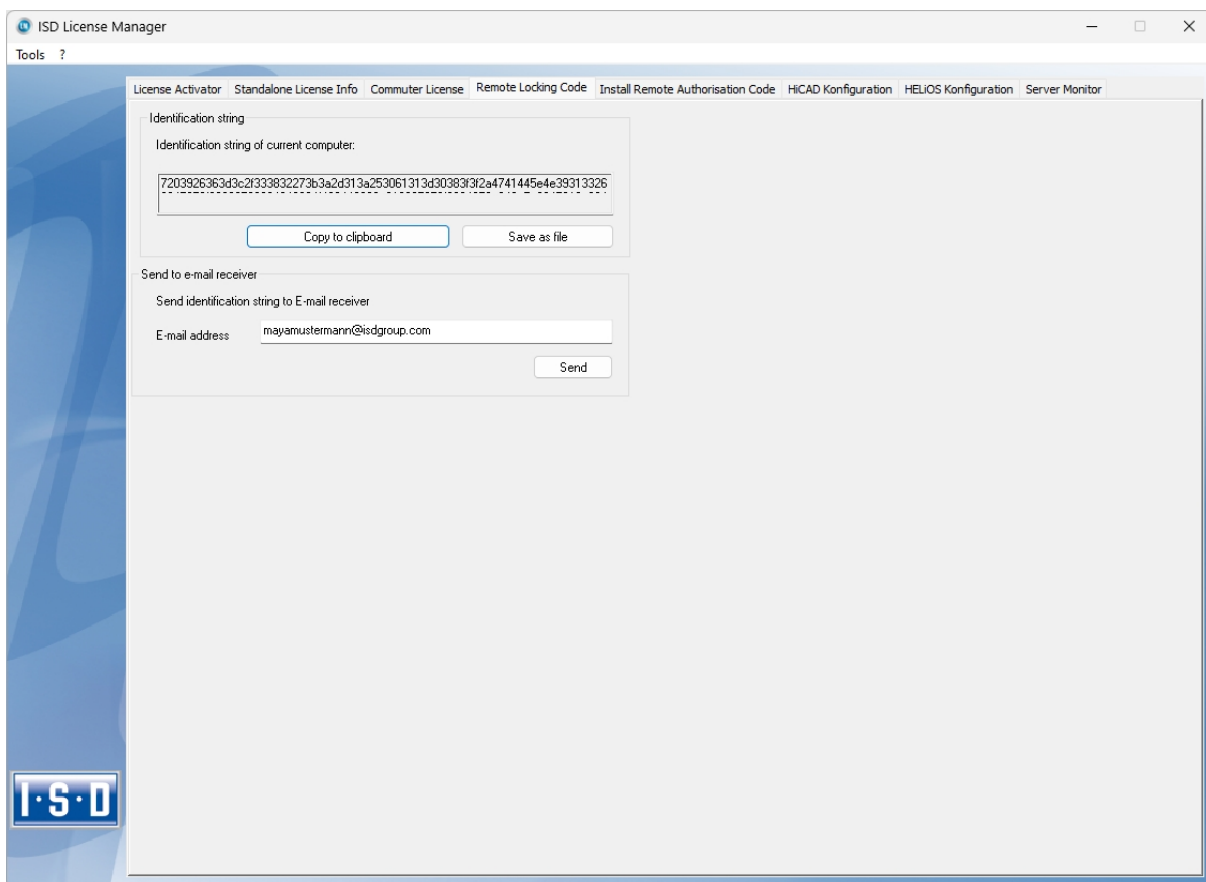 ISD License Manager
Tools ?
License Activator Standalone License Info Commuter License Remote Locking Code Install Remote Authorisation Code HiCAD Konfiguration HELiOS Konfiguration Server Monitor
Identification string
Identification string of current computer:
7203926363d3c2f333832273b3a2d313a253061313d30383f3f2a4741445e4e39313326
Copy to clipboard Save as file
Send to e-mail receiver
Send identification string to E-mail receiver
E-mail address mayamustermann@isdgroup.com
Send
I·S·D